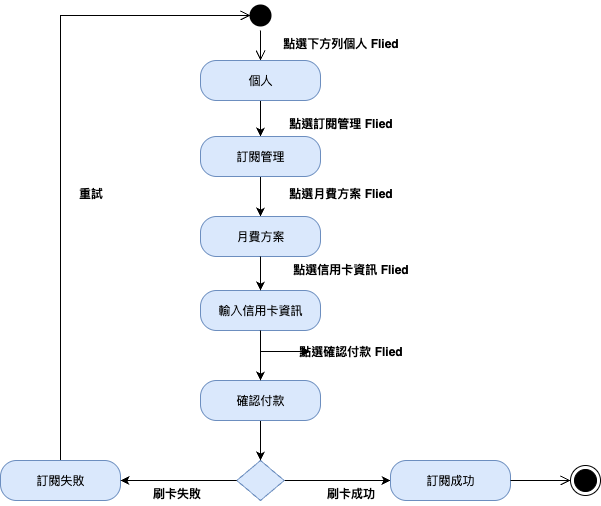 點選下方列個人 Flied
個人
點選訂閱管理 Flied
訂閱管理
重試
點選月費方案 Flied
月費方案
點選信用卡資訊 Flied
輸入信用卡資訊
點選確認付款 Flied
確認付款
訂閱失敗
刷卡失敗
刷卡成功
訂閱成功